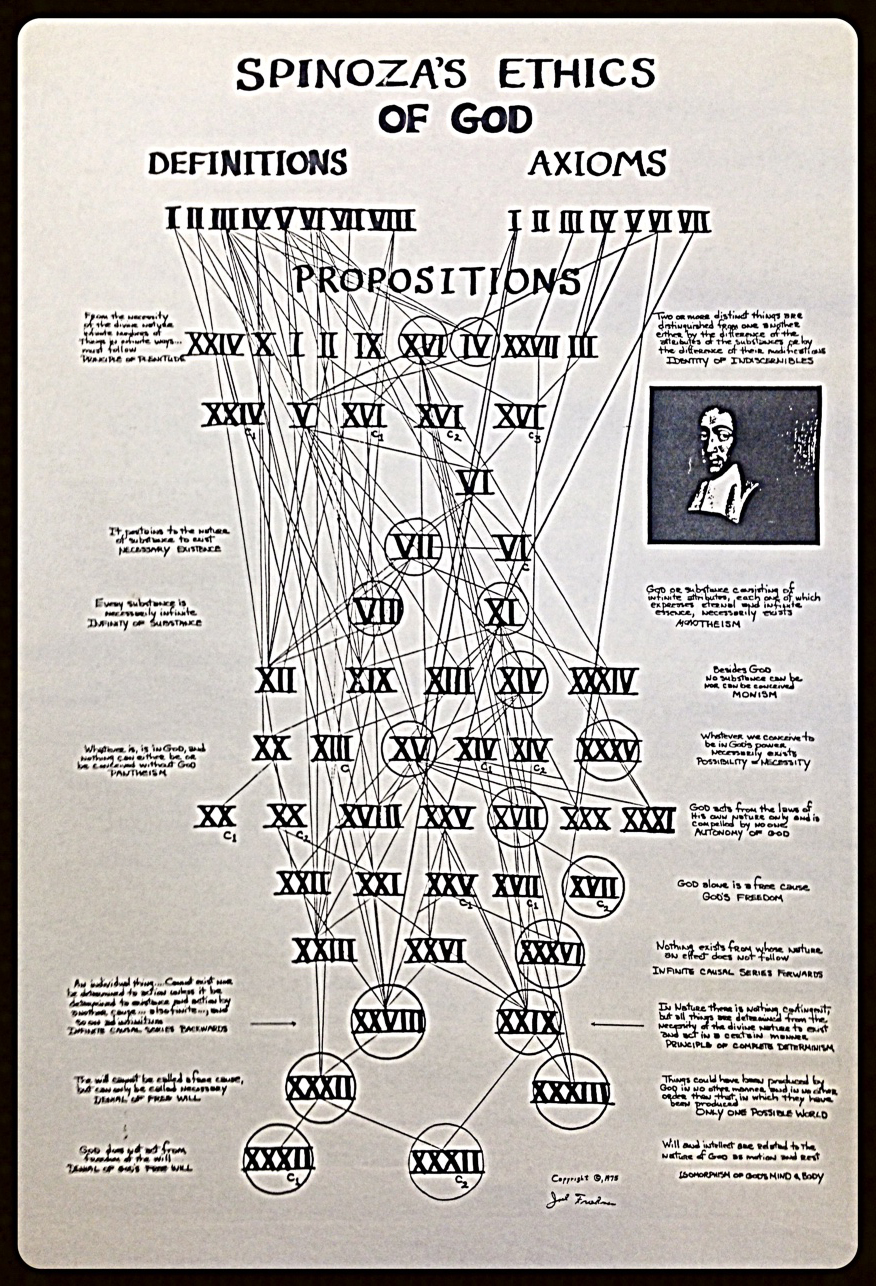 SPINOZA'S ETHICS
OF GOD
DEFINITIONS AXIOMS
I II III IV V VI VII VIII I II III IV V VI VII
PROPOSITIONS
From the necessity
of the divine nature
infinite numbers of
Things in infinite ways...
must follow
PRINCIPLE OF PLENITUDE
XXIV X I II IX XVI IV XXVII III
Two or more distinct things are
distinguished from one another
either by the difference of the
attributes of the substances or by
the difference of their modifications
IDENTITY OF INDISCERNIBLES
XXIV C1 V XVI C1 XVI C2 XVI C3
VI
It pertains to the nature
of substance to exist
NECESSARY EXISTENCE
VII VI C
Every substance is
necessarily infinite
INFINITY OF SUBSTANCE
VIII XI
God or substance consisting of
infinite attributes, each one of which
expresses eternal and infinite
essence, necessarily exists
MONOTHEISM
XII XIX XIII XIV XXXIV
Besides God
no substance can be
nor can be conceived
MONISM
Whatever is, is in God, and
nothing can either be or
be conceived without God
PANTHEISM
XX XIII C XV XIV C1 XIV C2 XXXV
Whatever we conceive to
be in God's power
necessarily exists
POSSIBILITY = NECESSITY
XX C1 XX C2 XVIII XXV XVII XXX XXXI
God acts from the laws of
His own nature only and is
compelled by no one
AUTONOMY OF GOD
XXII XXI XXV C1 XVII C1 XVII C2
God alone is a free cause
GOD'S FREEDOM
XXIII XXVI XXXVI
Nothing exists from whose nature
an effect does not follow
INFINITE CAUSAL SERIES FORWARDS
An individual thing... cannot exist nor
be determined to action unless it be
determined to existence and action by
another cause... also finite..., and
so on ad infinitum
INFINITE CAUSAL SERIES BACKWARDS
XXVIII XXIX
In Nature there is nothing contingent,
but all things are determined from the
necessity of the divine nature to exist
and act in a certain manner
PRINCIPLE OF COMPLETE DETERMINISM
The will cannot be called a free cause,
but can only be called necessary
DENIAL OF FREE WILL
XXXII XXXIII
Things could have been produced by
God in no other manner, and in no other
order than that, in which they have
been produced
ONLY ONE POSSIBLE WORLD
God does not act from
freedom of the will
DENIAL OF GOD'S FREE WILL
XXXII C1 XXXII C2
Will and intellect are related to the
nature of God as motion and rest
ISOMORPHISM OF GOD'S MIND & BODY
Copyright ©, 1975